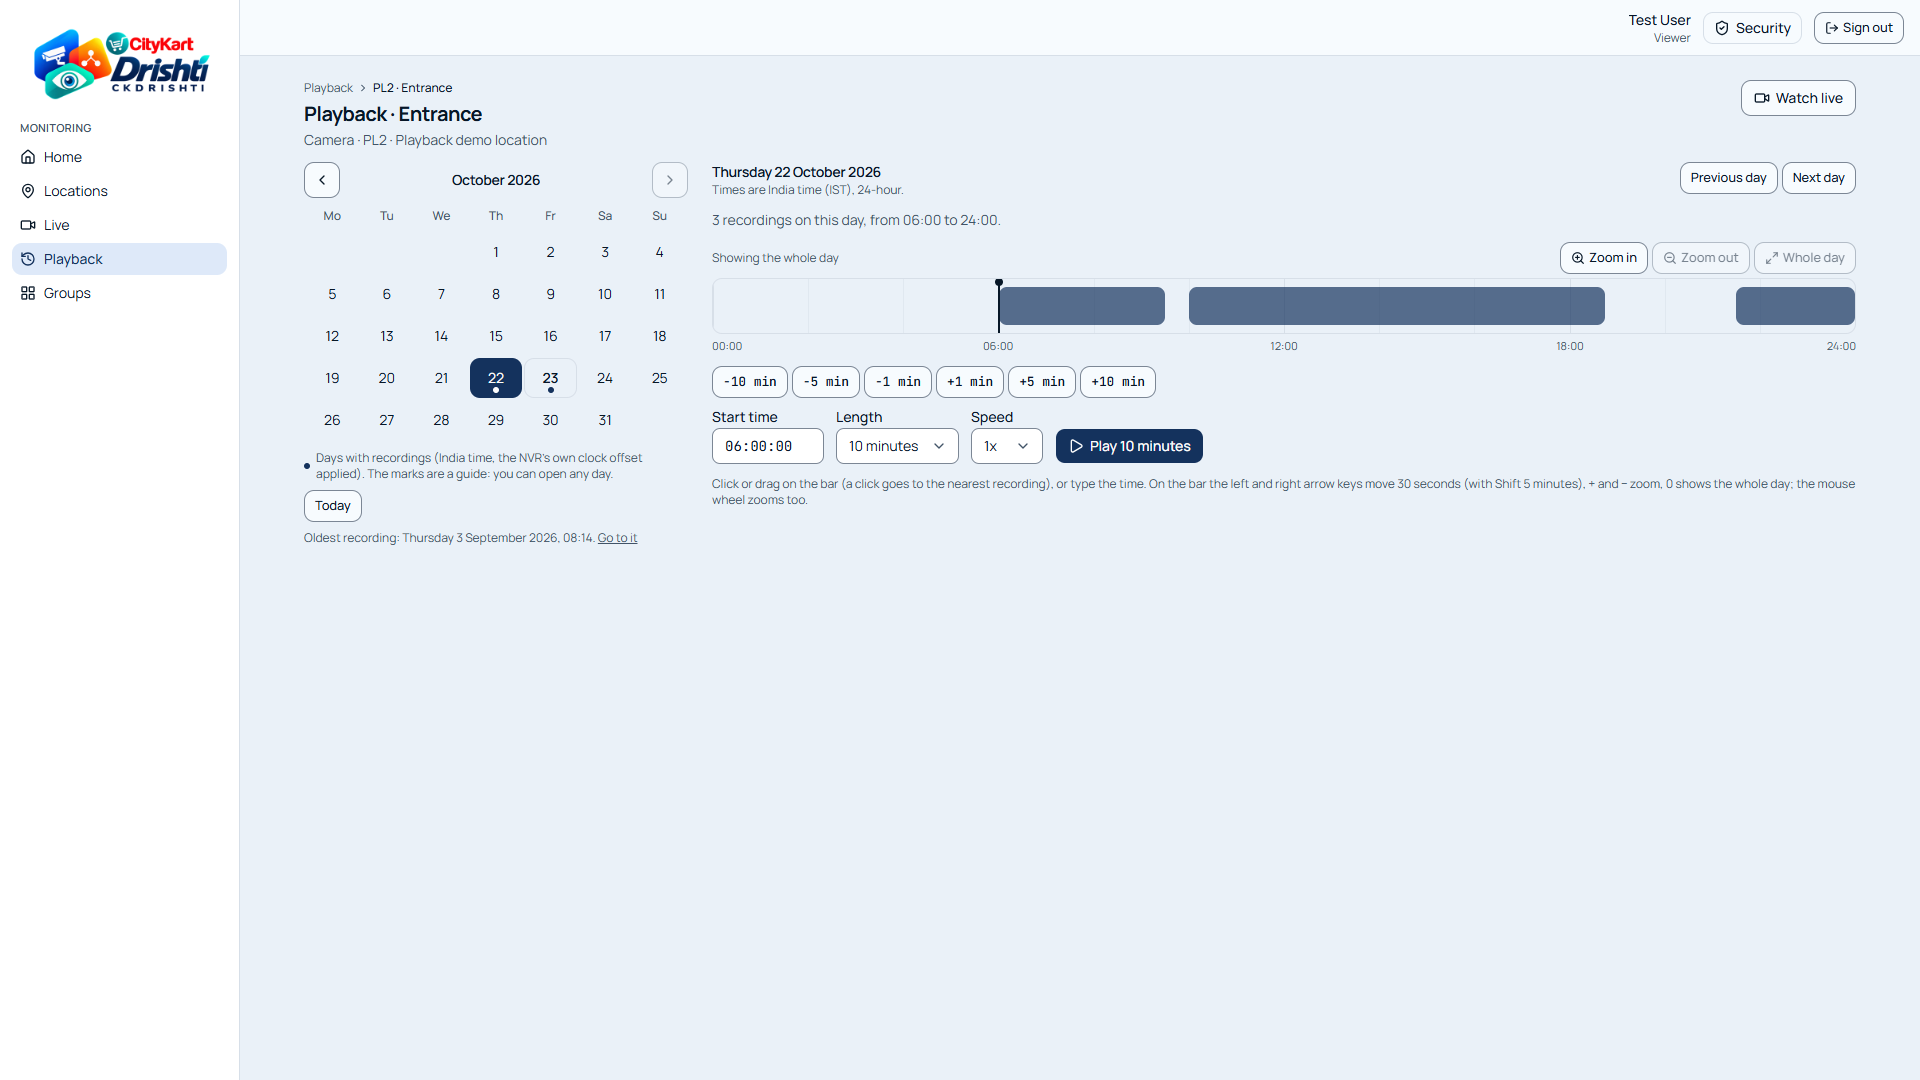 CityKart
Drishti
CKDRISHTI
MONITORING
Home
Locations
Live
Playback
Groups
Test User
Viewer
Security
Sign out
Playback > PL2 · Entrance
Playback · Entrance
Camera · PL2 · Playback demo location
Watch live
October 2026
Mo Tu We Th Fr Sa Su
1 2 3 4
5 6 7 8 9 10 11
12 13 14 15 16 17 18
19 20 21 22 23 24 25
26 27 28 29 30 31
Days with recordings (India time, the NVR's own clock offset
applied). The marks are a guide: you can open any day.
Today
Oldest recording: Thursday 3 September 2026, 08:14. Go to it
Thursday 22 October 2026
Times are India time (IST), 24-hour.
Previous day
Next day
3 recordings on this day, from 06:00 to 24:00.
Showing the whole day
Zoom in
Zoom out
Whole day
00:00 06:00 12:00 18:00 24:00
-10 min -5 min -1 min +1 min +5 min +10 min
Start time Length Speed
06:00:00 10 minutes 1x Play 10 minutes
Click or drag on the bar (a click goes to the nearest recording), or type the time. On the bar the left and right arrow keys move 30 seconds (with Shift 5 minutes), + and − zoom, 0 shows the whole day; the mouse
wheel zooms too.